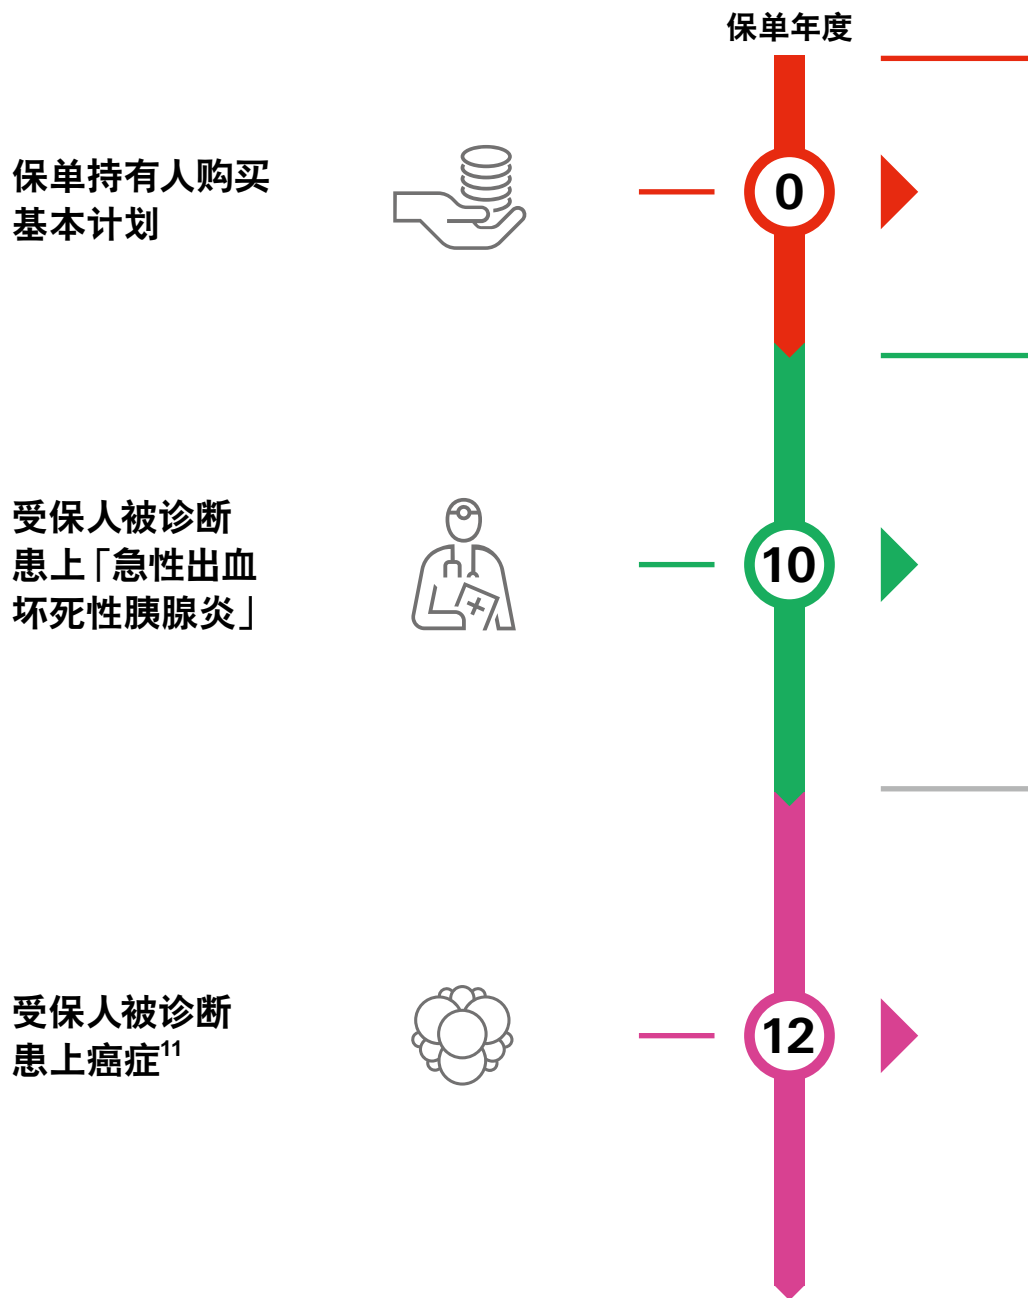 保单年度
保单持有人购买
基本计划
0
受保人被诊断
患上「急性出血
坏死性胰腺炎」
10
受保人被诊断
患上癌症11
12